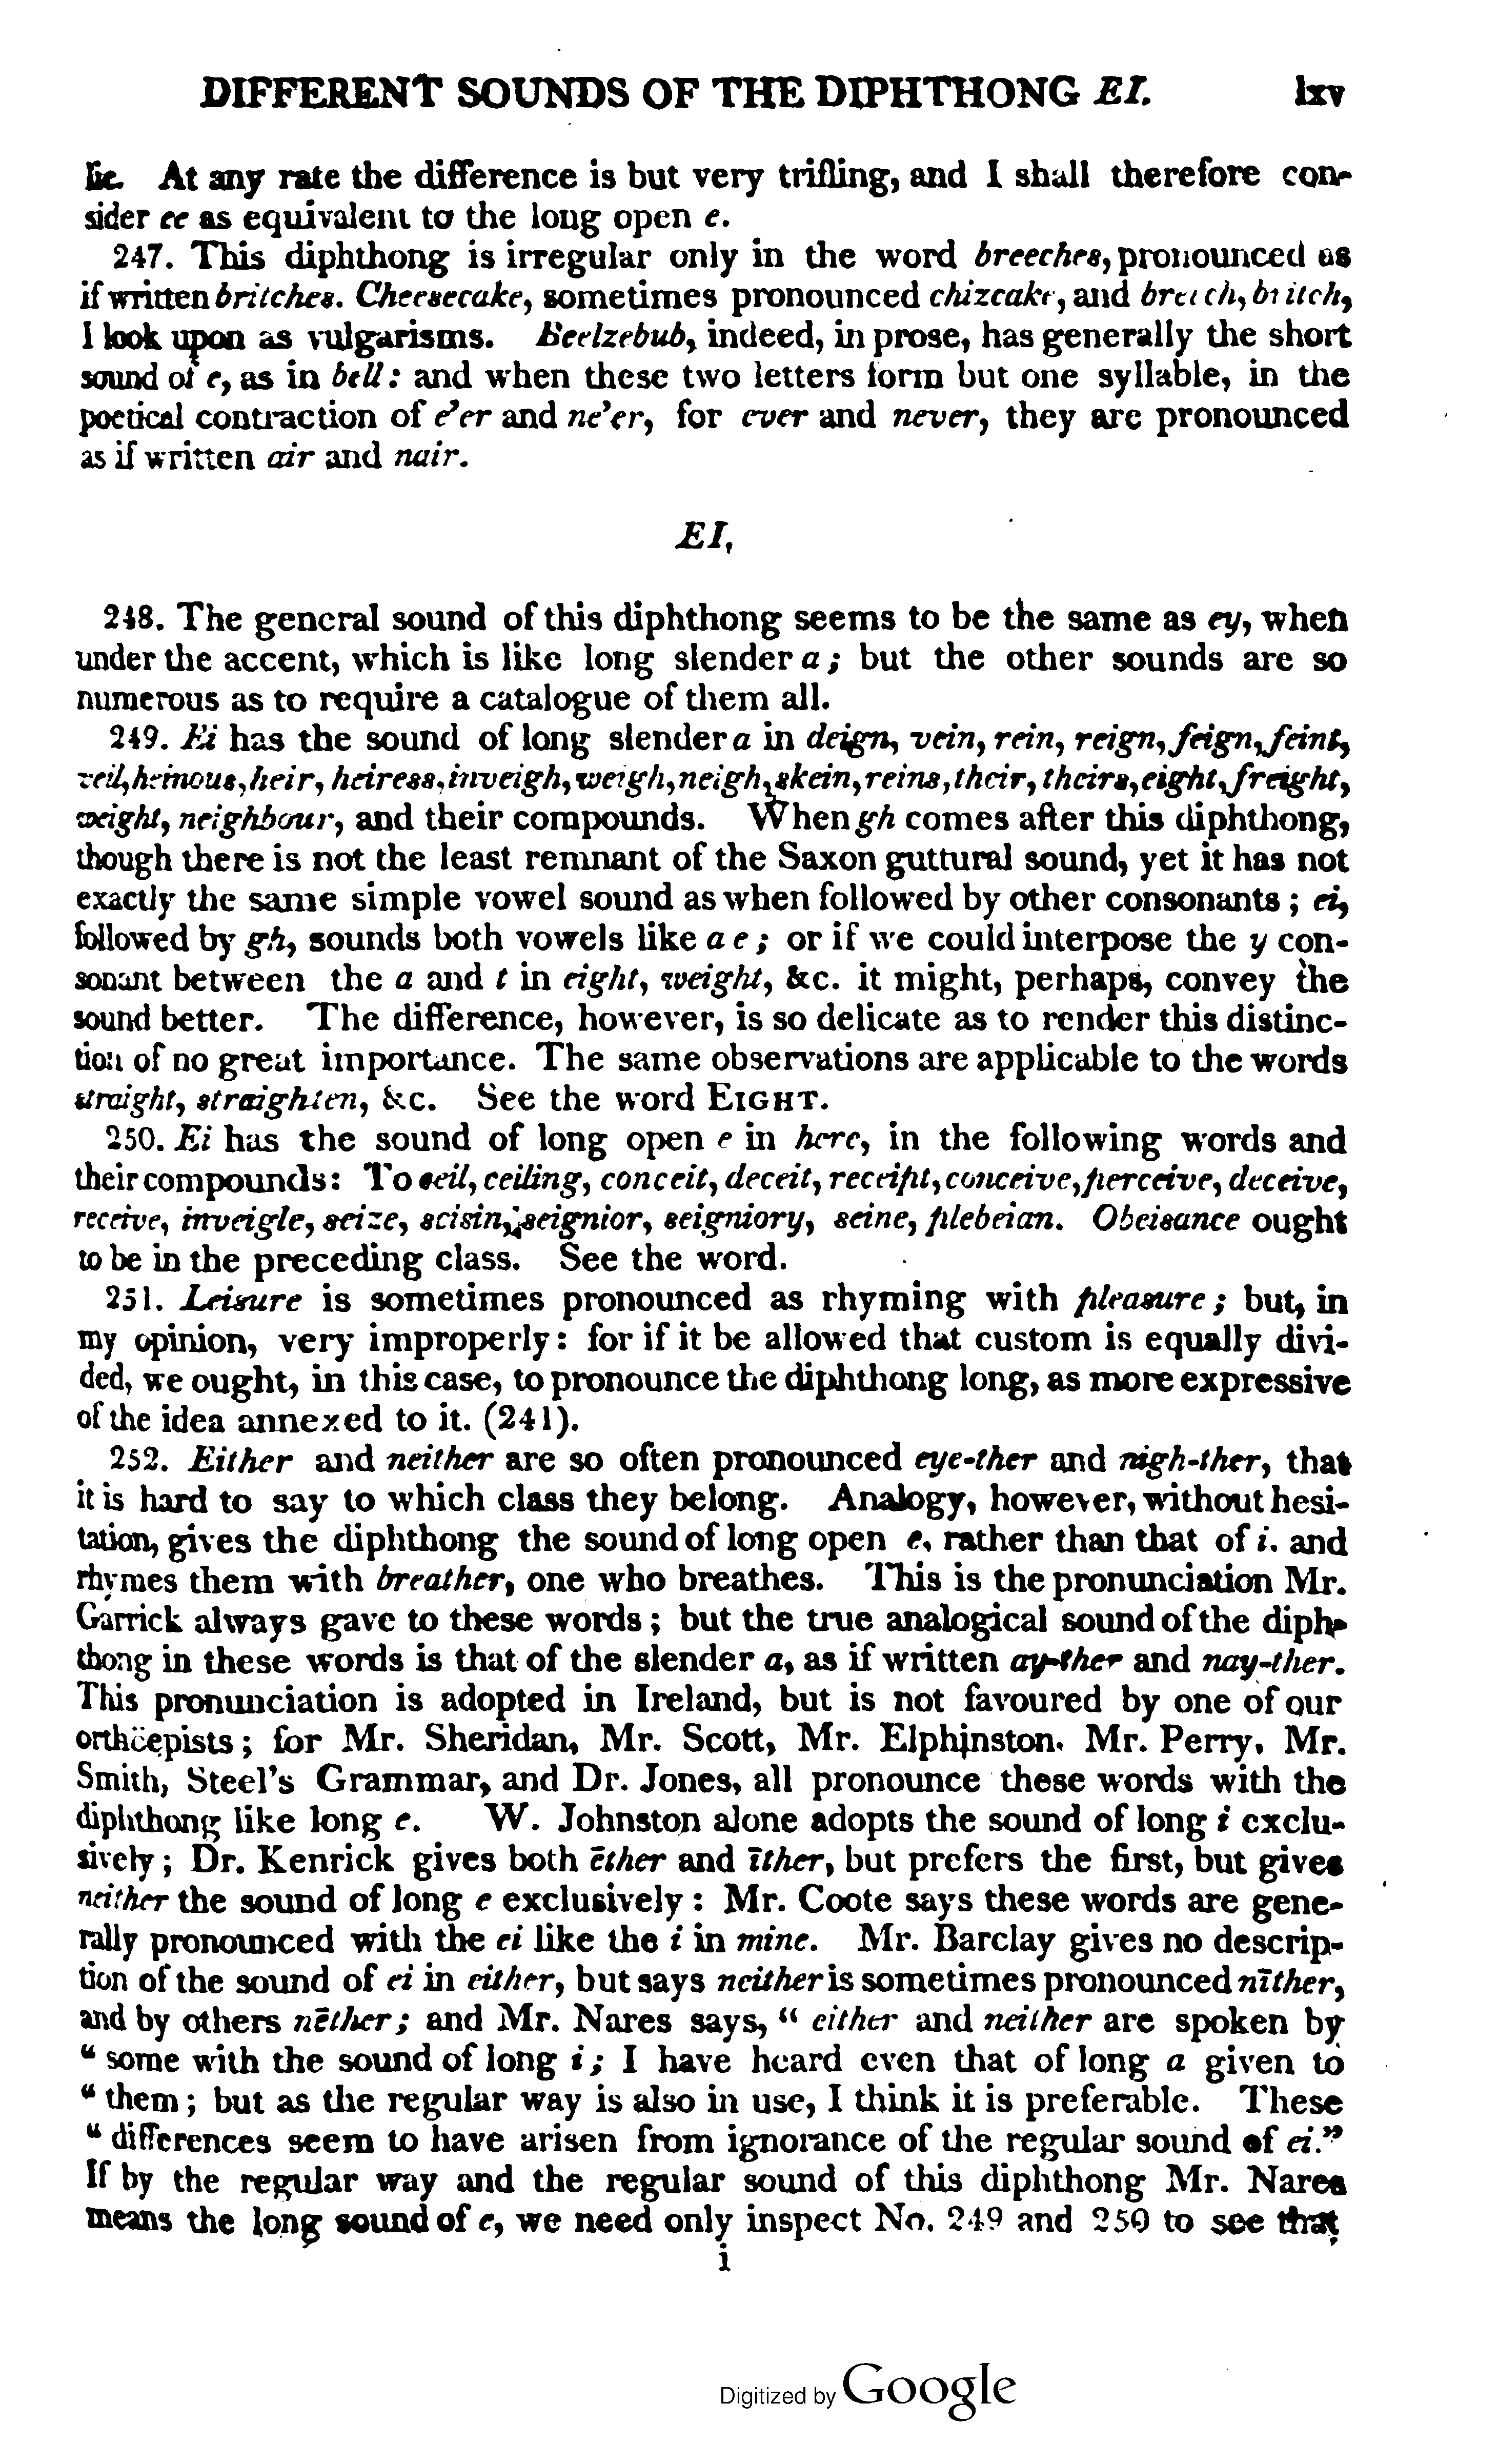 DIFFERENT SOUNDS OF THE DIPHTHONG EI. lxv
&c. At any rate the difference is but very trifling, and I shall therefore con-
sider ee as equivalent to the long open e.
247. This diphthong is irregular only in the word breeches, pronounced as
if written britches. Cheesecake, sometimes pronounced chizcake, and breech, britch,
I look upon as vulgarisms. Beelzebub, indeed, in prose, has generally the short
sound of e, as in bell: and when these two letters form but one syllable, in the
poetical contraction of e'er and ne'er, for ever and never, they are pronounced
as if written air and nair.
EI.
248. The general sound of this diphthong seems to be the same as ey, when
under the accent, which is like long slender a; but the other sounds are so
numerous as to require a catalogue of them all.
249. Ei has the sound of long slender a in deign, vein, rein, reign, feign, feint,
veil, heinous, heir, heiress, inveigh, weigh, neigh, skein, reins, their, theirs, eight, freight,
weight, neighbour, and their compounds. When gh comes after this diphthong,
though there is not the least remnant of the Saxon guttural sound, yet it has not
exactly the same simple vowel sound as when followed by other consonants; ei,
followed by gh, sounds both vowels like a e; or if we could interpose the y con-
sonant between the a and t in eight, weight, &c. it might, perhaps, convey the
sound better. The difference, however, is so delicate as to render this distinc-
tion of no great importance. The same observations are applicable to the words
straight, straighten, &c. See the word EIGHT.
250. Ei has the sound of long open e in here, in the following words and
their compounds: To seil, ceiling, conceit, deceit, receipt, conceive, perceive, deceive,
receive, inveigle, seize, seisin, seignior, seigniory, seine, plebeian. Obeisance ought
to be in the preceding class. See the word.
251. Leisure is sometimes pronounced as rhyming with pleasure; but, in
my opinion, very improperly: for if it be allowed that custom is equally divi-
ded, we ought, in this case, to pronounce the diphthong long, as more expressive
of the idea annexed to it. (241).
252. Either and neither are so often pronounced eye-ther and nigh-ther, that
it is hard to say to which class they belong. Analogy, however, without hesi-
tation, gives the diphthong the sound of long open e, rather than that of i, and
rhymes them with breather, one who breathes. This is the pronunciation Mr.
Garrick always gave to these words; but the true analogical sound of the diph-
thong in these words is that of the slender a, as if written ay-ther and nay-ther.
This pronunciation is adopted in Ireland, but is not favoured by one of our
orthöepists; for Mr. Sheridan, Mr. Scott, Mr. Elphinston, Mr. Perry, Mr.
Smith, Steel's Grammar, and Dr. Jones, all pronounce these words with the
diphthong like long e. W. Johnston alone adopts the sound of long i exclu-
sively; Dr. Kenrick gives both ēther and īther, but prefers the first, but gives
neither the sound of long e exclusively: Mr. Coote says these words are gene-
rally pronounced with the ei like the i in mine. Mr. Barclay gives no descrip-
tion of the sound of ei in either, but says neither is sometimes pronounced nīther,
and by others nēther; and Mr. Nares says, "either and neither are spoken by
"some with the sound of long i; I have heard even that of long a given to
"them; but as the regular way is also in use, I think it is preferable. These
"differences seem to have arisen from ignorance of the regular sound of ei."
If by the regular way and the regular sound of this diphthong Mr. Nares
means the long sound of e, we need only inspect No. 249 and 250 to see that
i
Digitized by Google